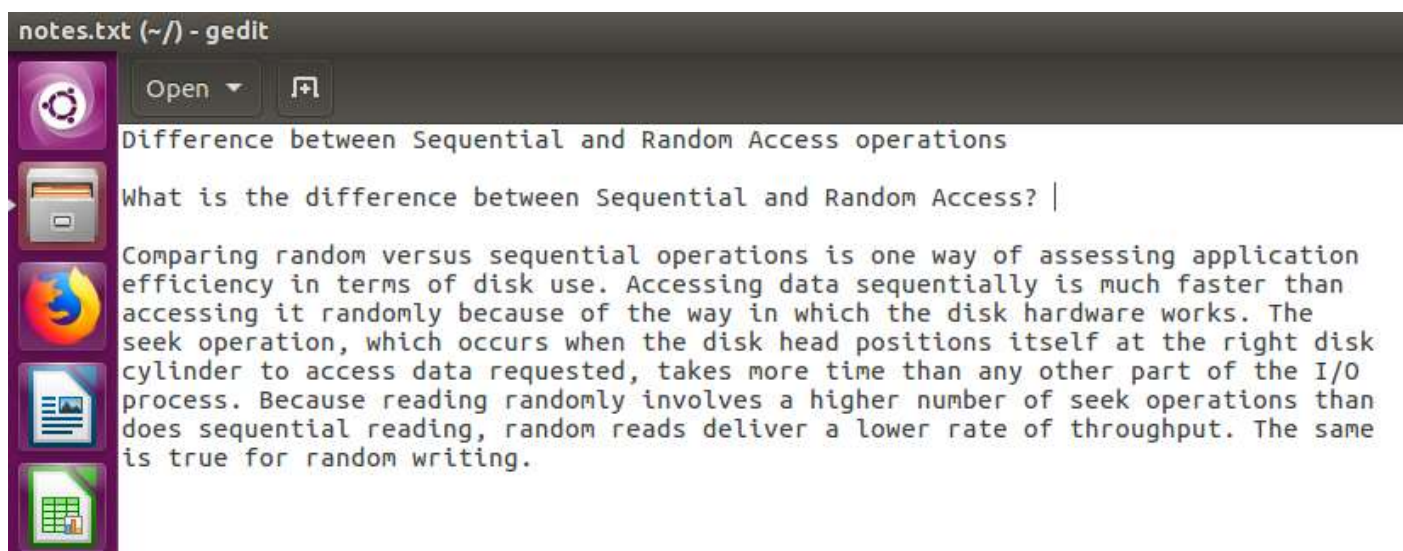 notes.txt (~/) - gedit
Open
Difference between Sequential and Random Access operations
What is the difference between Sequential and Random Access?
Comparing random versus sequential operations is one way of assessing application
efficiency in terms of disk use. Accessing data sequentially is much faster than
accessing it randomly because of the way in which the disk hardware works. The
seek operation, which occurs when the disk head positions itself at the right disk
cylinder to access data requested, takes more time than any other part of the I/O
process. Because reading randomly involves a higher number of seek operations than
does sequential reading, random reads deliver a lower rate of throughput. The same
is true for random writing.